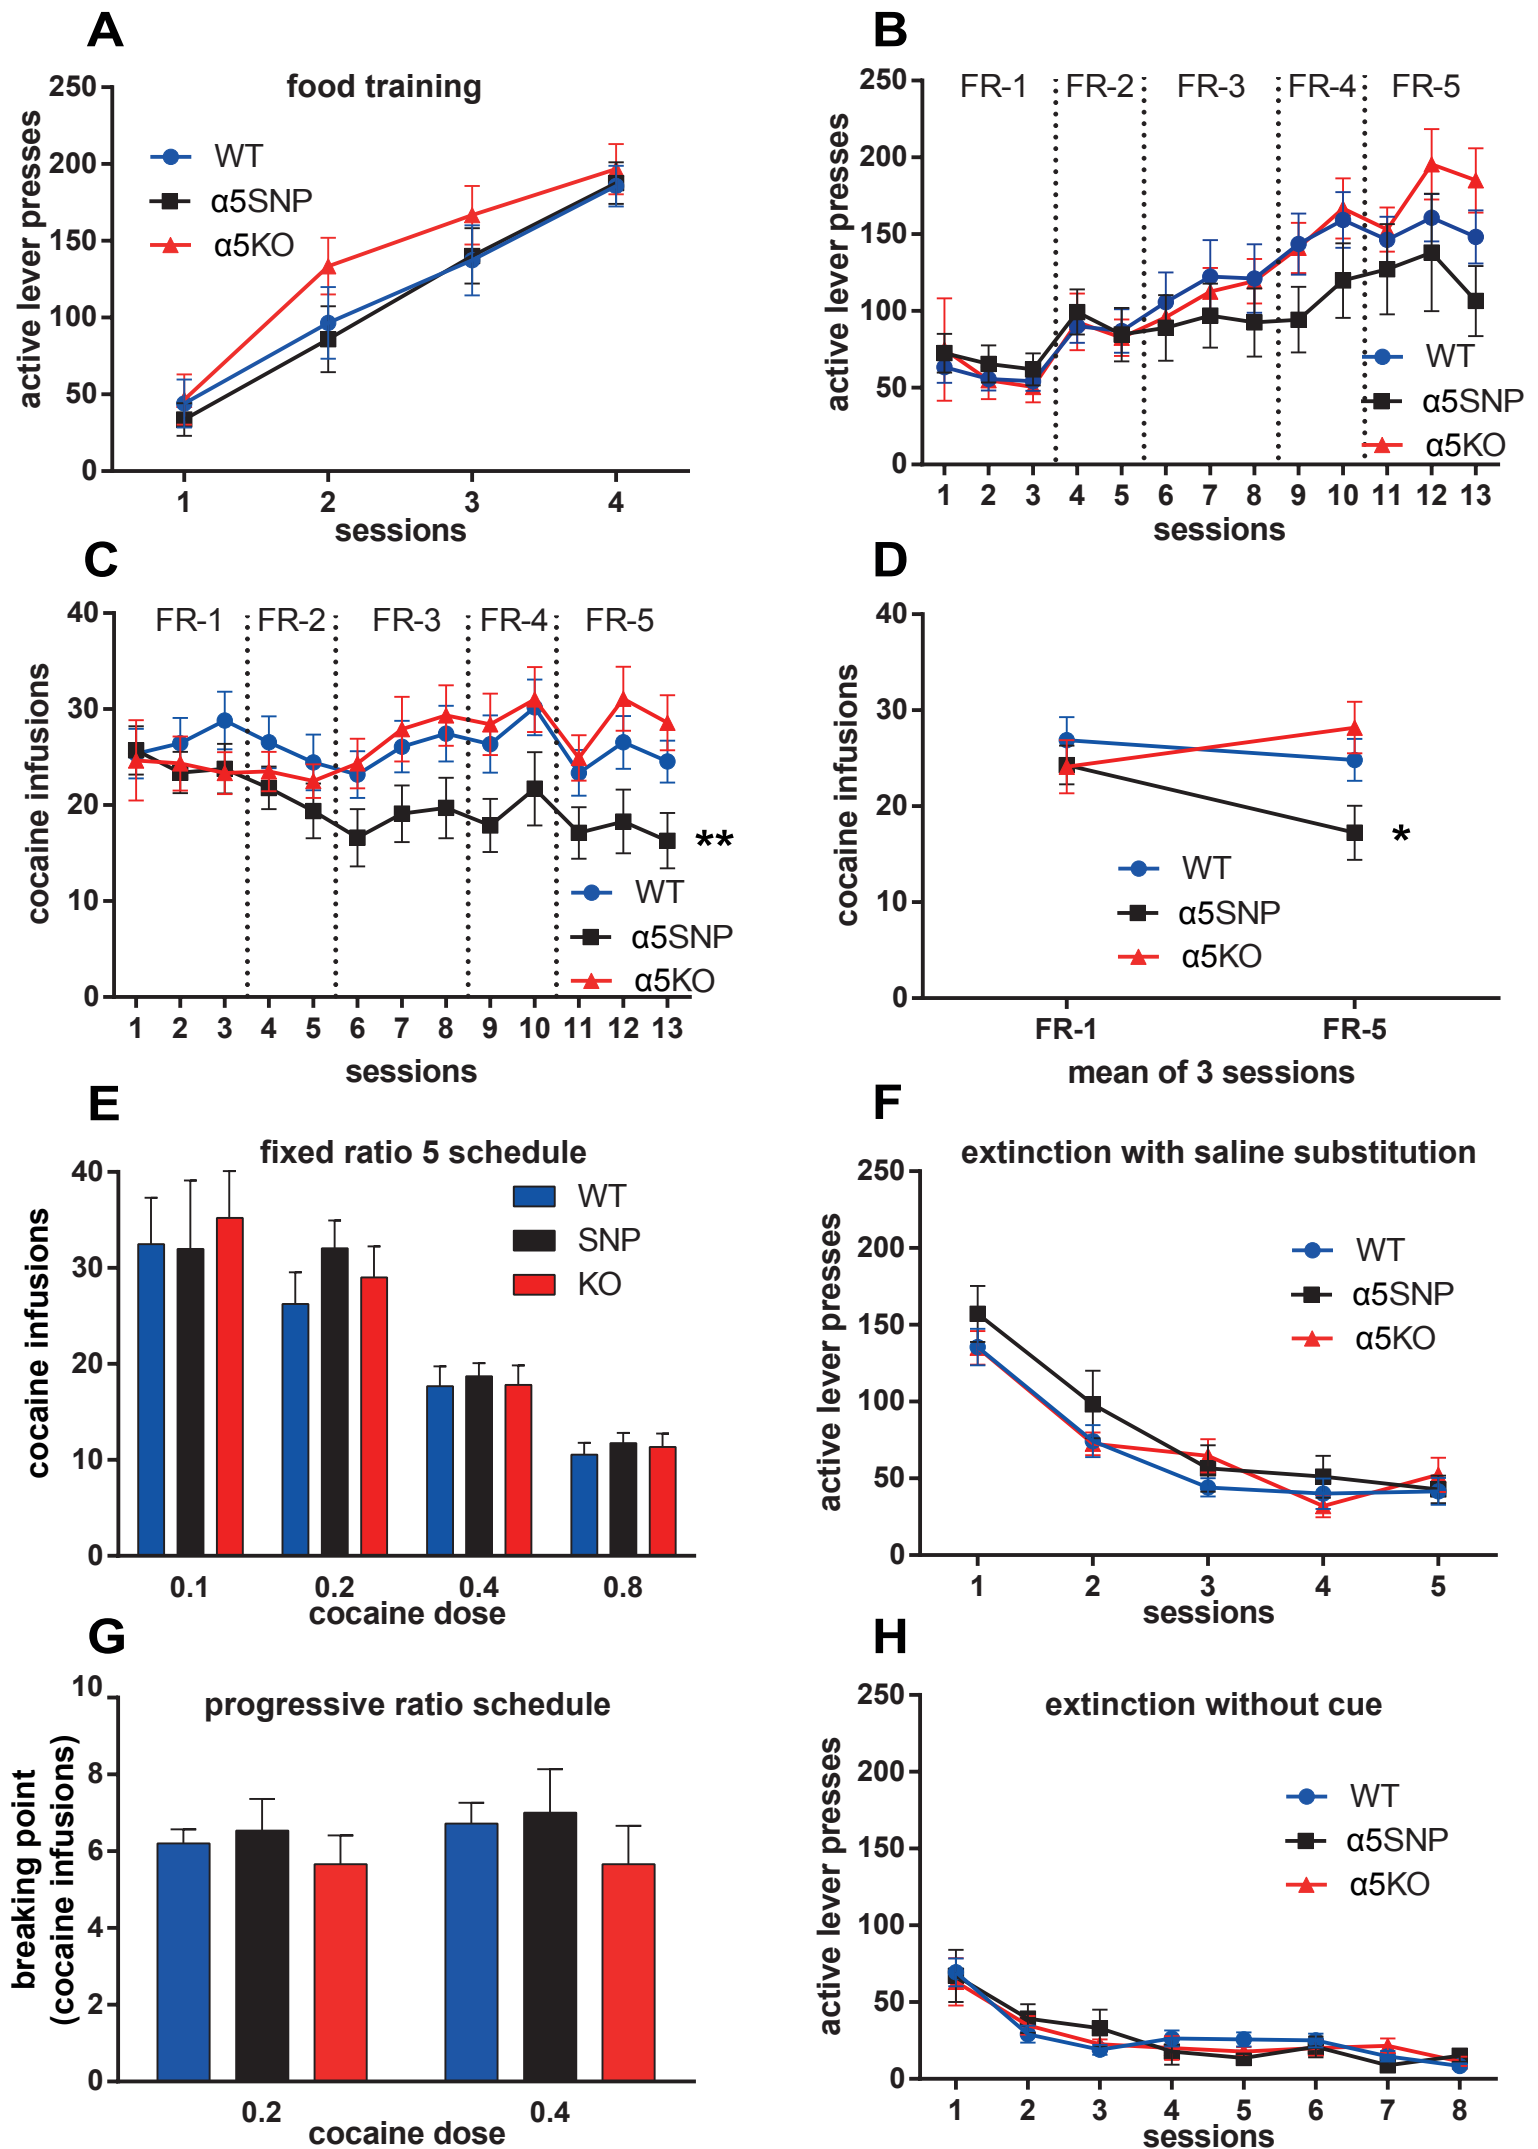 A
food training
250
200
150
100
50
0
active lever presses
WT
α5SNP
α5KO
1 2 3 4
sessions
B
FR-1 FR-2 FR-3 FR-4 FR-5
250
200
150
100
50
0
active lever presses
WT
α5SNP
α5KO
1 2 3 4 5 6 7 8 9 10 11 12 13
sessions
C
FR-1 FR-2 FR-3 FR-4 FR-5
40
30
20
10
0
cocaine infusions
**
WT
α5SNP
α5KO
1 2 3 4 5 6 7 8 9 10 11 12 13
sessions
D
40
30
20
10
0
cocaine infusions
*
WT
α5SNP
α5KO
FR-1 FR-5
mean of 3 sessions
E
fixed ratio 5 schedule
40
30
20
10
0
cocaine infusions
WT
SNP
KO
0.1 0.2 0.4 0.8
cocaine dose
F
extinction with saline substitution
250
200
150
100
50
0
active lever presses
WT
α5SNP
α5KO
1 2 3 4 5
sessions
G
progressive ratio schedule
10
8
6
4
2
0
breaking point
(cocaine infusions)
0.2 0.4
cocaine dose
H
extinction without cue
250
200
150
100
50
0
active lever presses
WT
α5SNP
α5KO
1 2 3 4 5 6 7 8
sessions